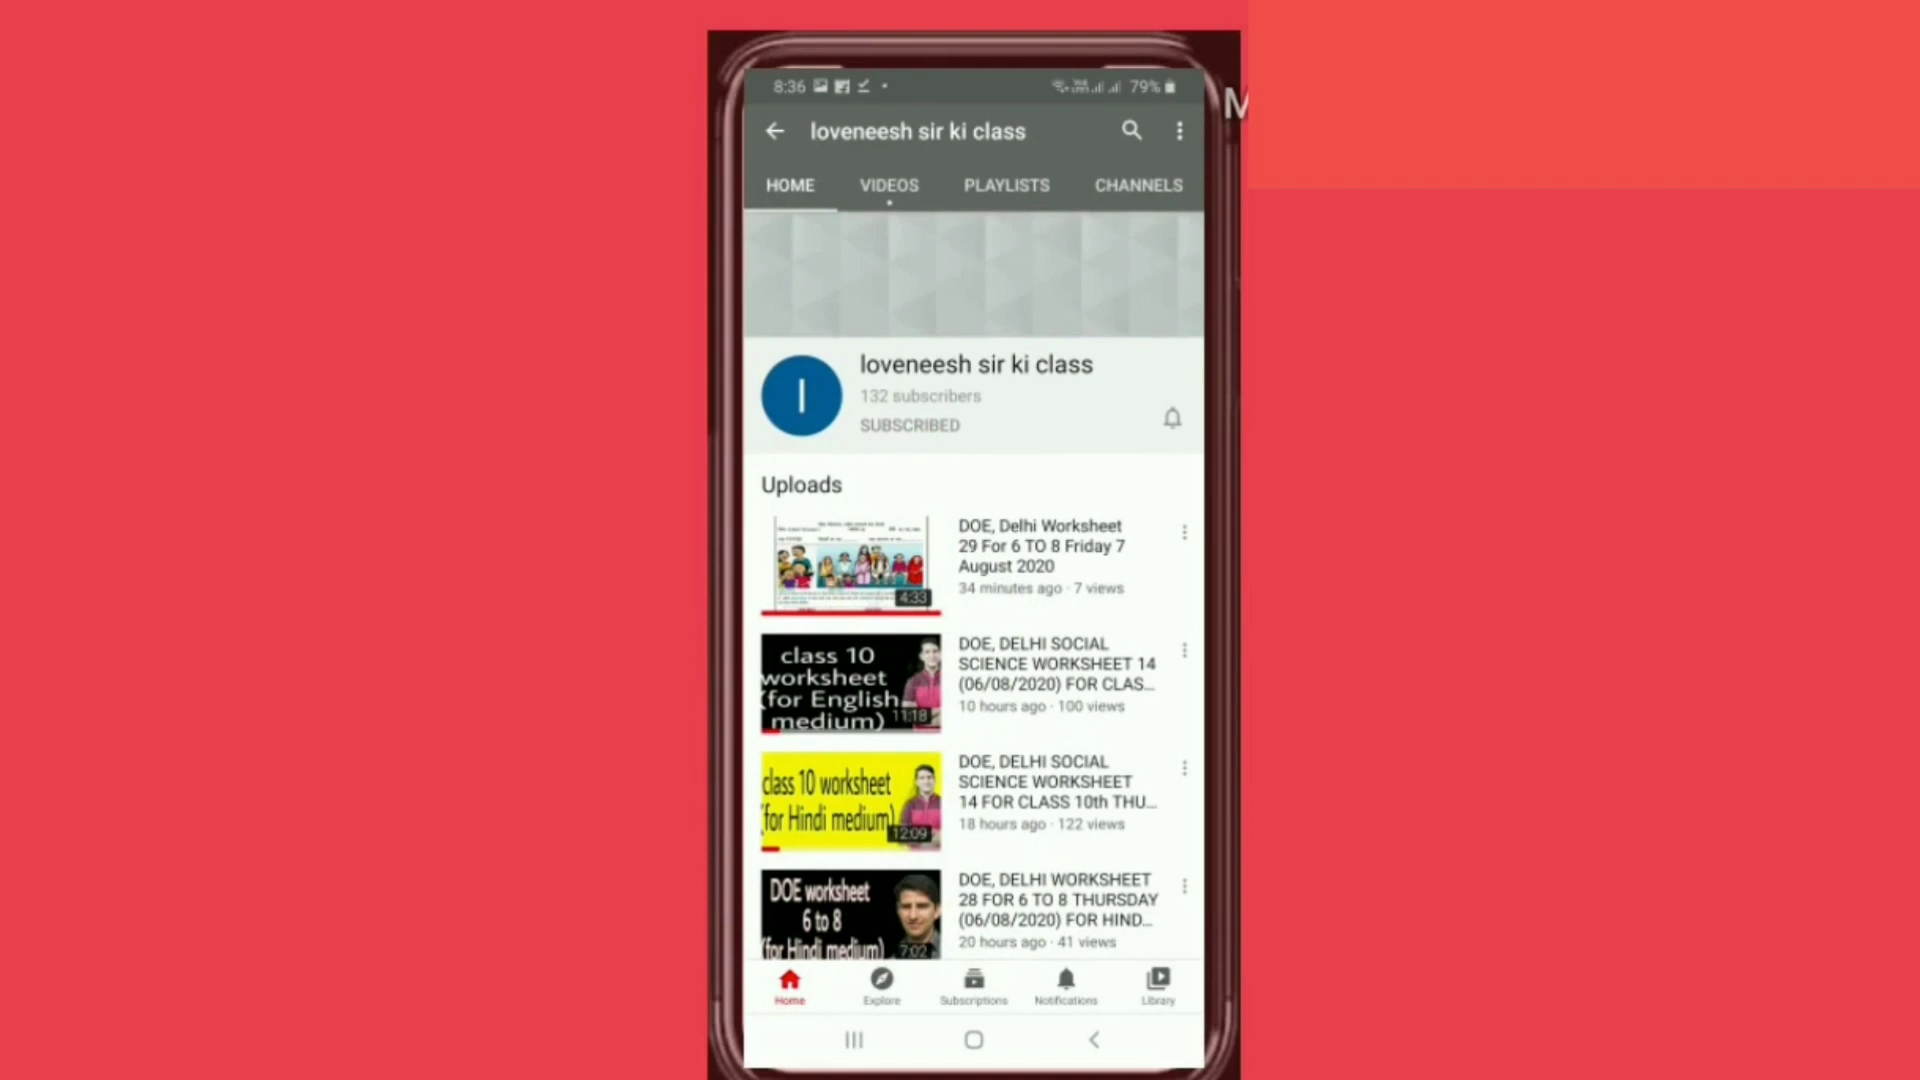 8:36
79%
M
loveneesh sir ki class
HOME VIDEOS PLAYLISTS CHANNELS
loveneesh sir ki class
132 subscribers
SUBSCRIBED
Uploads
4:33
DOE, Delhi Worksheet
29 For 6 TO 8 Friday 7
August 2020
34 minutes ago · 7 views
class 10
worksheet
(for English
medium)
11:18
DOE, DELHI SOCIAL
SCIENCE WORKSHEET 14
(06/08/2020) FOR CLAS...
10 hours ago · 100 views
class 10 worksheet
(for Hindi medium)
12:09
DOE, DELHI SOCIAL
SCIENCE WORKSHEET
14 FOR CLASS 10th THU...
18 hours ago · 122 views
DOE worksheet
6 to 8
(for Hindi medium)
7:02
DOE, DELHI WORKSHEET
28 FOR 6 TO 8 THURSDAY
(06/08/2020) FOR HIND...
20 hours ago · 41 views
Home Explore Subscriptions Notifications Library